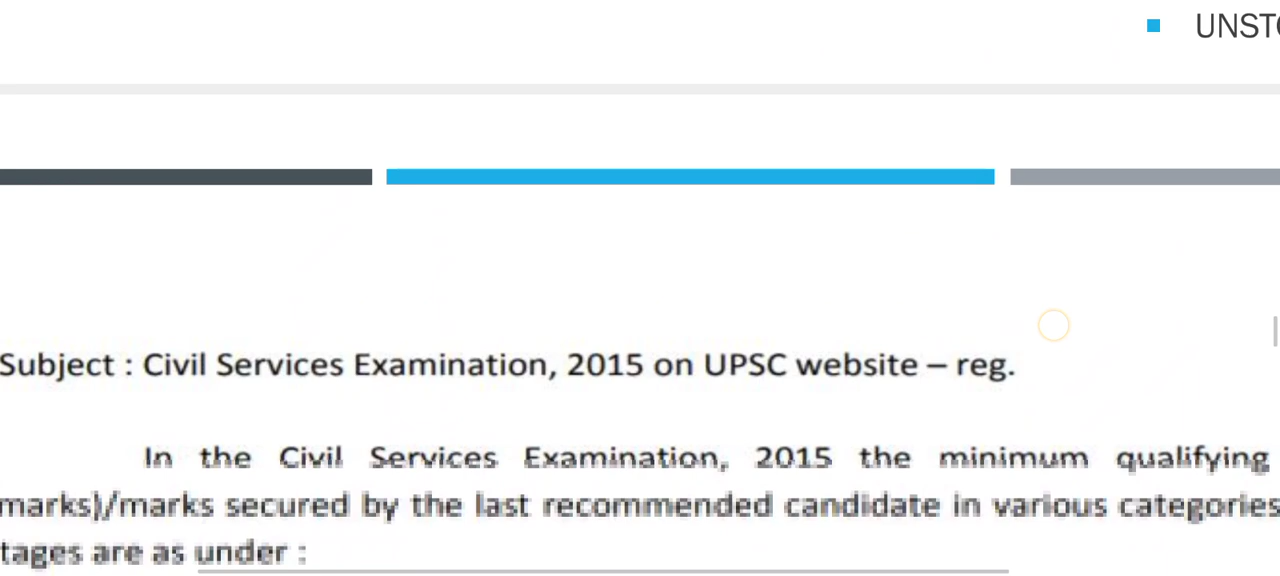 Subject : Civil Services Examination, 2015 on UPSC website – reg.
In the Civil Services Examination, 2015 the minimum qualifying
marks)/marks secured by the last recommended candidate in various categories
tages are as under :